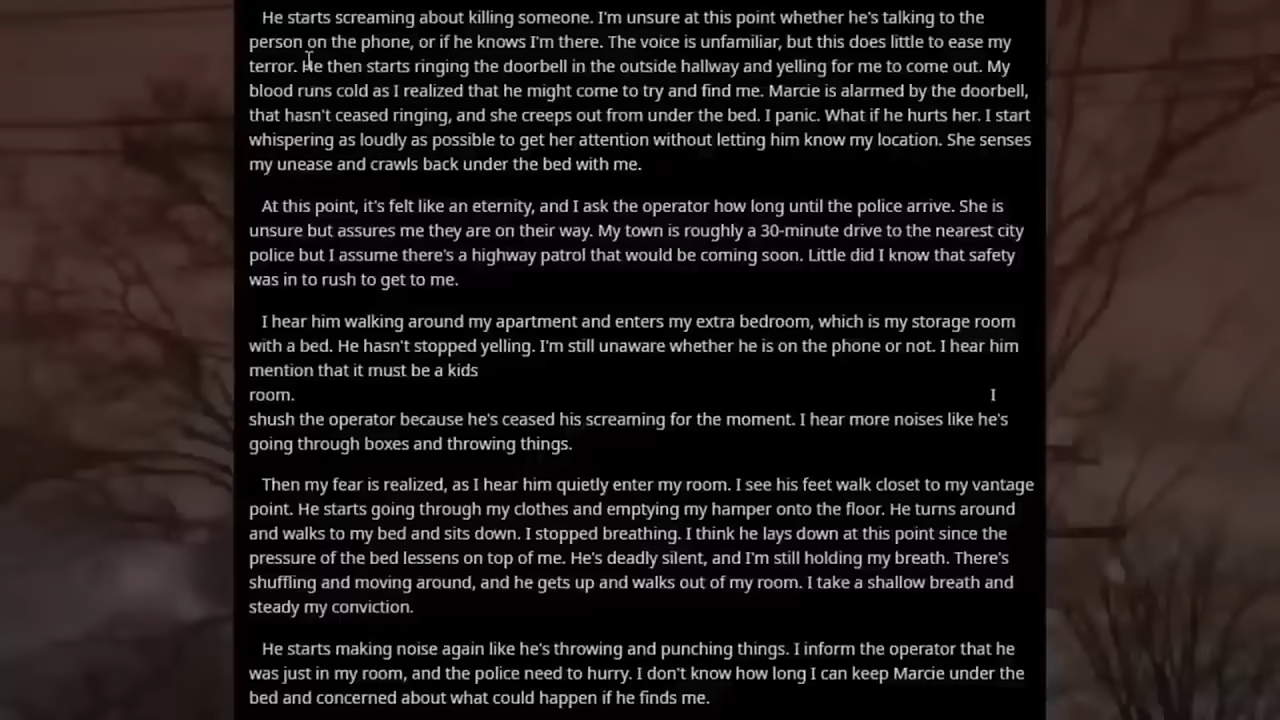 He starts screaming about killing someone. I'm unsure at this point whether he's talking to the
person on the phone, or if he knows I'm there. The voice is unfamiliar, but this does little to ease my
terror. He then starts ringing the doorbell in the outside hallway and yelling for me to come out. My
blood runs cold as I realized that he might come to try and find me. Marcie is alarmed by the doorbell,
that hasn't ceased ringing, and she creeps out from under the bed. I panic. What if he hurts her. I start
whispering as loudly as possible to get her attention without letting him know my location. She senses
my unease and crawls back under the bed with me.
At this point, it's felt like an eternity, and I ask the operator how long until the police arrive. She is
unsure but assures me they are on their way. My town is roughly a 30-minute drive to the nearest city
police but I assume there's a highway patrol that would be coming soon. Little did I know that safety
was in to rush to get to me.
I hear him walking around my apartment and enters my extra bedroom, which is my storage room
with a bed. He hasn't stopped yelling. I'm still unaware whether he is on the phone or not. I hear him
mention that it must be a kids
room. I
shush the operator because he's ceased his screaming for the moment. I hear more noises like he's
going through boxes and throwing things.
Then my fear is realized, as I hear him quietly enter my room. I see his feet walk closet to my vantage
point. He starts going through my clothes and emptying my hamper onto the floor. He turns around
and walks to my bed and sits down. I stopped breathing. I think he lays down at this point since the
pressure of the bed lessens on top of me. He's deadly silent, and I'm still holding my breath. There's
shuffling and moving around, and he gets up and walks out of my room. I take a shallow breath and
steady my conviction.
He starts making noise again like he's throwing and punching things. I inform the operator that he
was just in my room, and the police need to hurry. I don't know how long I can keep Marcie under the
bed and concerned about what could happen if he finds me.